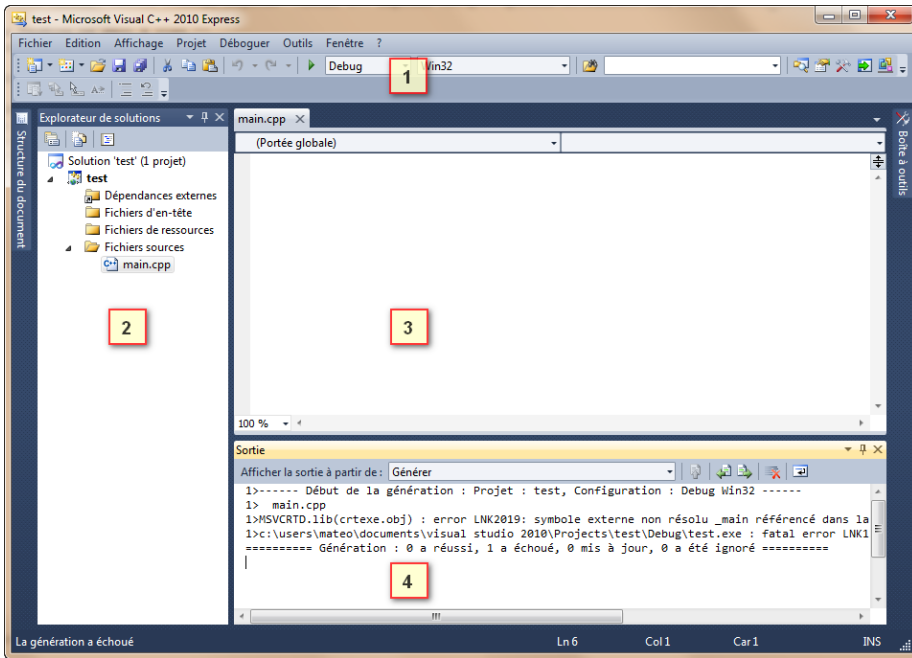 test - Microsoft Visual C++ 2010 Express
Fichier Edition Affichage Projet Déboguer Outils Fenêtre ?
Debug Win32
1
Structure du document
Explorateur de solutions
Solution 'test' (1 projet)
test
Dépendances externes
Fichiers d'en-tête
Fichiers de ressources
Fichiers sources
main.cpp
2
main.cpp
(Portée globale)
3
100 %
Boîte à outils
Sortie
Afficher la sortie à partir de : Générer
1>------ Début de la génération : Projet : test, Configuration : Debug Win32 ------
1> main.cpp
1>MSVCRTD.lib(crtexe.obj) : error LNK2019: symbole externe non résolu _main référencé dans la
1>c:\users\mateo\documents\visual studio 2010\Projects\test\Debug\test.exe : fatal error LNK1
========== Génération : 0 a réussi, 1 a échoué, 0 mis à jour, 0 a été ignoré ==========
4
La génération a échoué Ln 6 Col 1 Car 1 INS